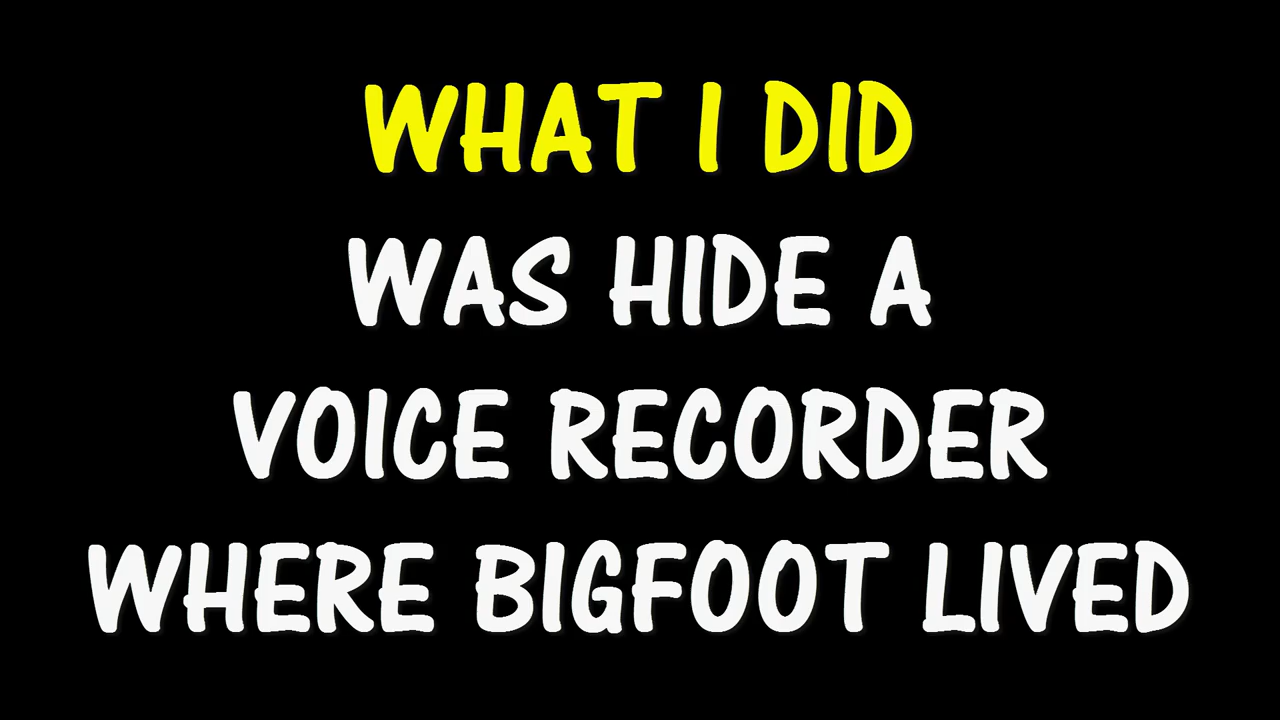 WHAT I DID
WAS HIDE A
VOICE RECORDER
WHERE BIGFOOT LIVED